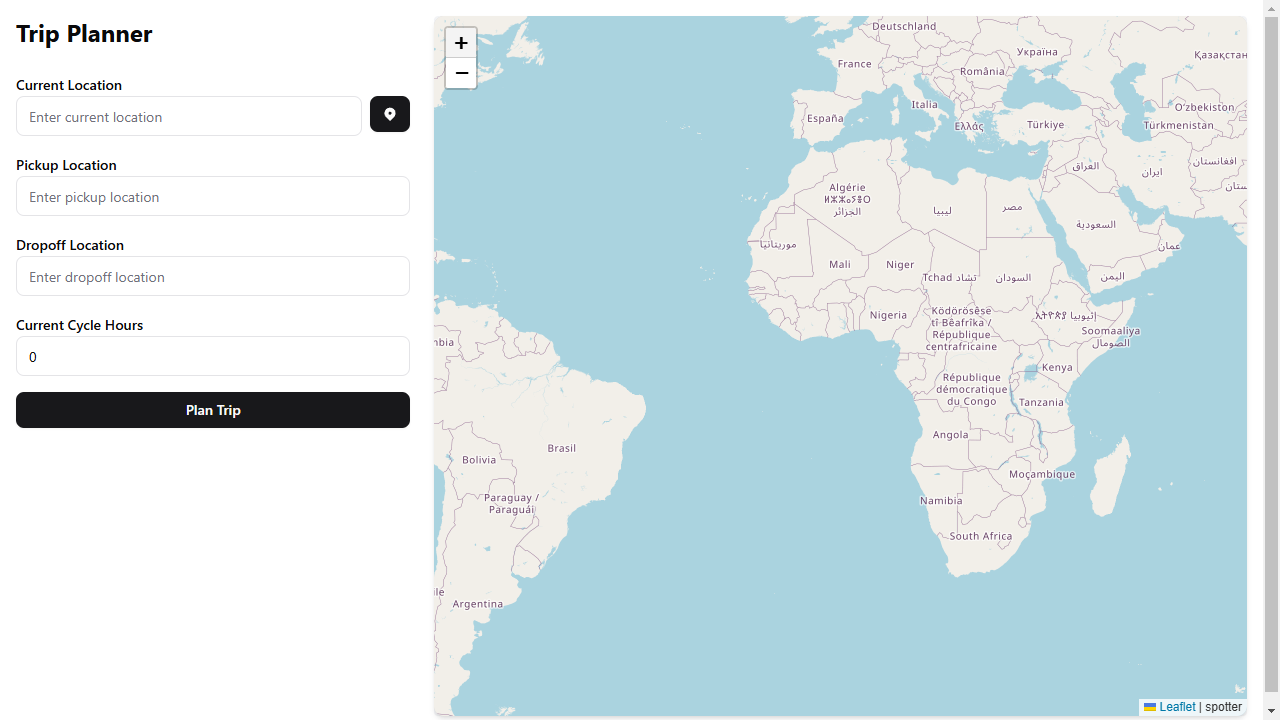 Trip Planner
Current Location
Enter current location
Pickup Location
Enter pickup location
Dropoff Location
Enter dropoff location
Current Cycle Hours
0
Plan Trip
+
−
Deutschland
Україна
Қазақстан
France
România
Italia
Oʻzbekiston
España
Ελλάς
Türkiye
Türkmenistan
العراق
ایران
افغانستان
Algérie
ⵍⵣⵣⴰⵢⴻⵔ
الجزائر
ليبيا
مصر
السعودية
موريتانيا
عمان
Mali
Niger
Tchad تشاد
السودان
اليمن
Nigeria
Ködörösêse
tî Bêafrîka /
République
centrafricaine
ኢትዮጵያ إثيوبيا
Soomaaliya
الصومال
bia
Kenya
République
démocratique
du Congo
Tanzania
Angola
Brasil
Bolivia
Moçambique
Paraguay /
Paraguái
Namibia
South Africa
ile
Argentina
Leaflet | spotter